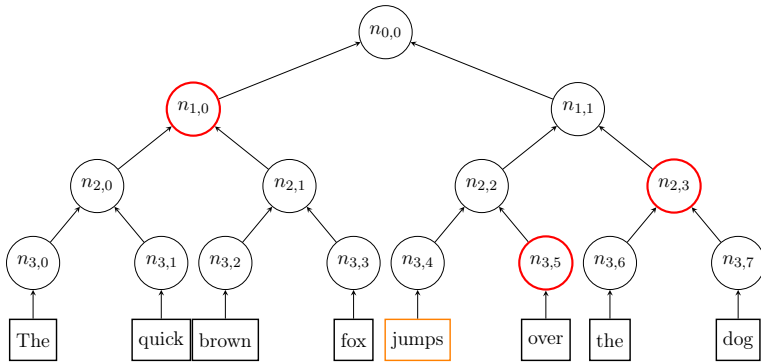 n0,0
n1,0 n1,1
n2,0 n2,1 n2,2 n2,3
n3,0 n3,1 n3,2 n3,3 n3,4 n3,5 n3,6 n3,7
The quick brown fox jumps over the dog